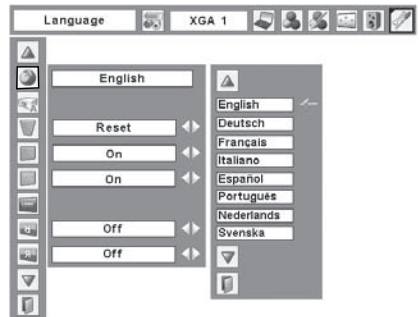 Language
XGA 1
English
Reset
On
On
Off
Off
English
Deutsch
Français
Italiano
Español
Português
Nederlands
Svenska